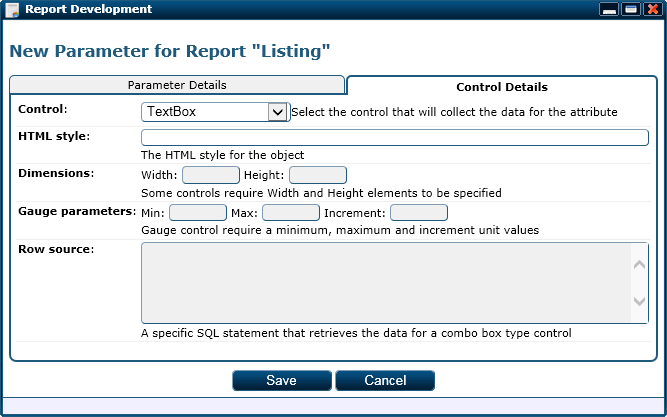 Report Development
New Parameter for Report "Listing"
Parameter Details Control Details
Control: TextBox Select the control that will collect the data for the attribute
HTML style:
The HTML style for the object
Dimensions: Width: Height:
Some controls require Width and Height elements to be specified
Gauge parameters: Min: Max: Increment:
Gauge control require a minimum, maximum and increment unit values
Row source:
A specific SQL statement that retrieves the data for a combo box type control
Save Cancel